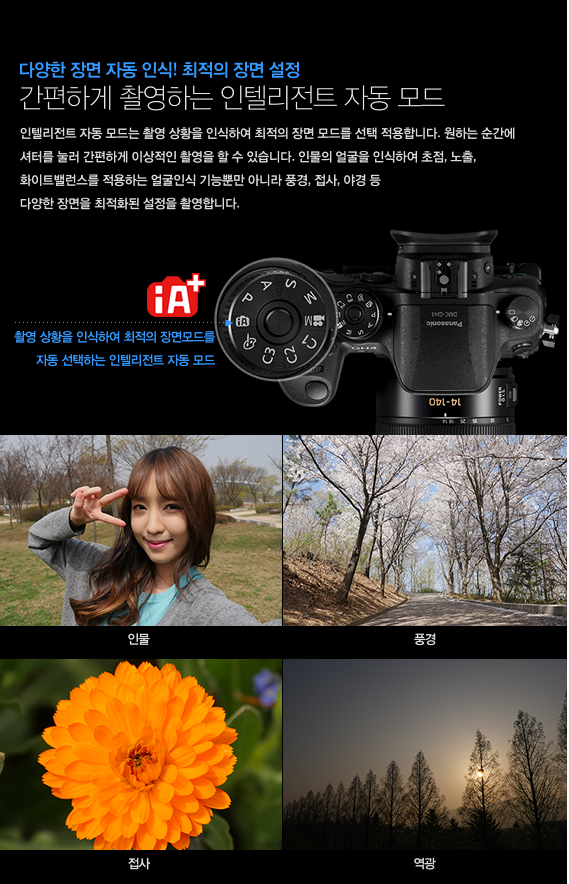 다양한 장면 자동 인식! 최적의 장면 설정
간편하게 촬영하는 인텔리전트 자동 모드
인텔리전트 자동 모드는 촬영 상황을 인식하여 최적의 장면 모드를 선택 적용합니다. 원하는 순간에
셔터를 눌러 간편하게 이상적인 촬영을 할 수 있습니다. 인물의 얼굴을 인식하여 초점, 노출,
화이트밸런스를 적용하는 얼굴인식 기능뿐만 아니라 풍경, 접사, 야경 등
다양한 장면을 최적화된 설정을 촬영합니다.
iA+
촬영 상황을 인식하여 최적의 장면모드를
자동 선택하는 인텔리전트 자동 모드
P A S M M C1 C2 C3 iA
Panasonic
DMC-GH4
GH4
14-140
POWER O.I.S.
ON
인물
풍경
접사
역광